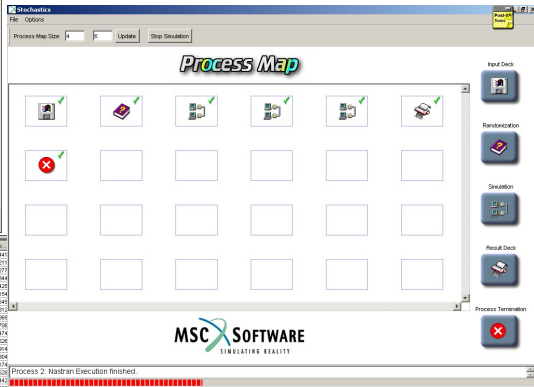 Stochastics
File Options
Post-It®
Notes
Process Map Size: 4 6 Update Stop Simulation
Process Map
Input Deck
Randomization
Simulation
Result Deck
Process Termination
MSC SOFTWARE
SIMULATING REALITY
Process 2: Nastran Execution finished.